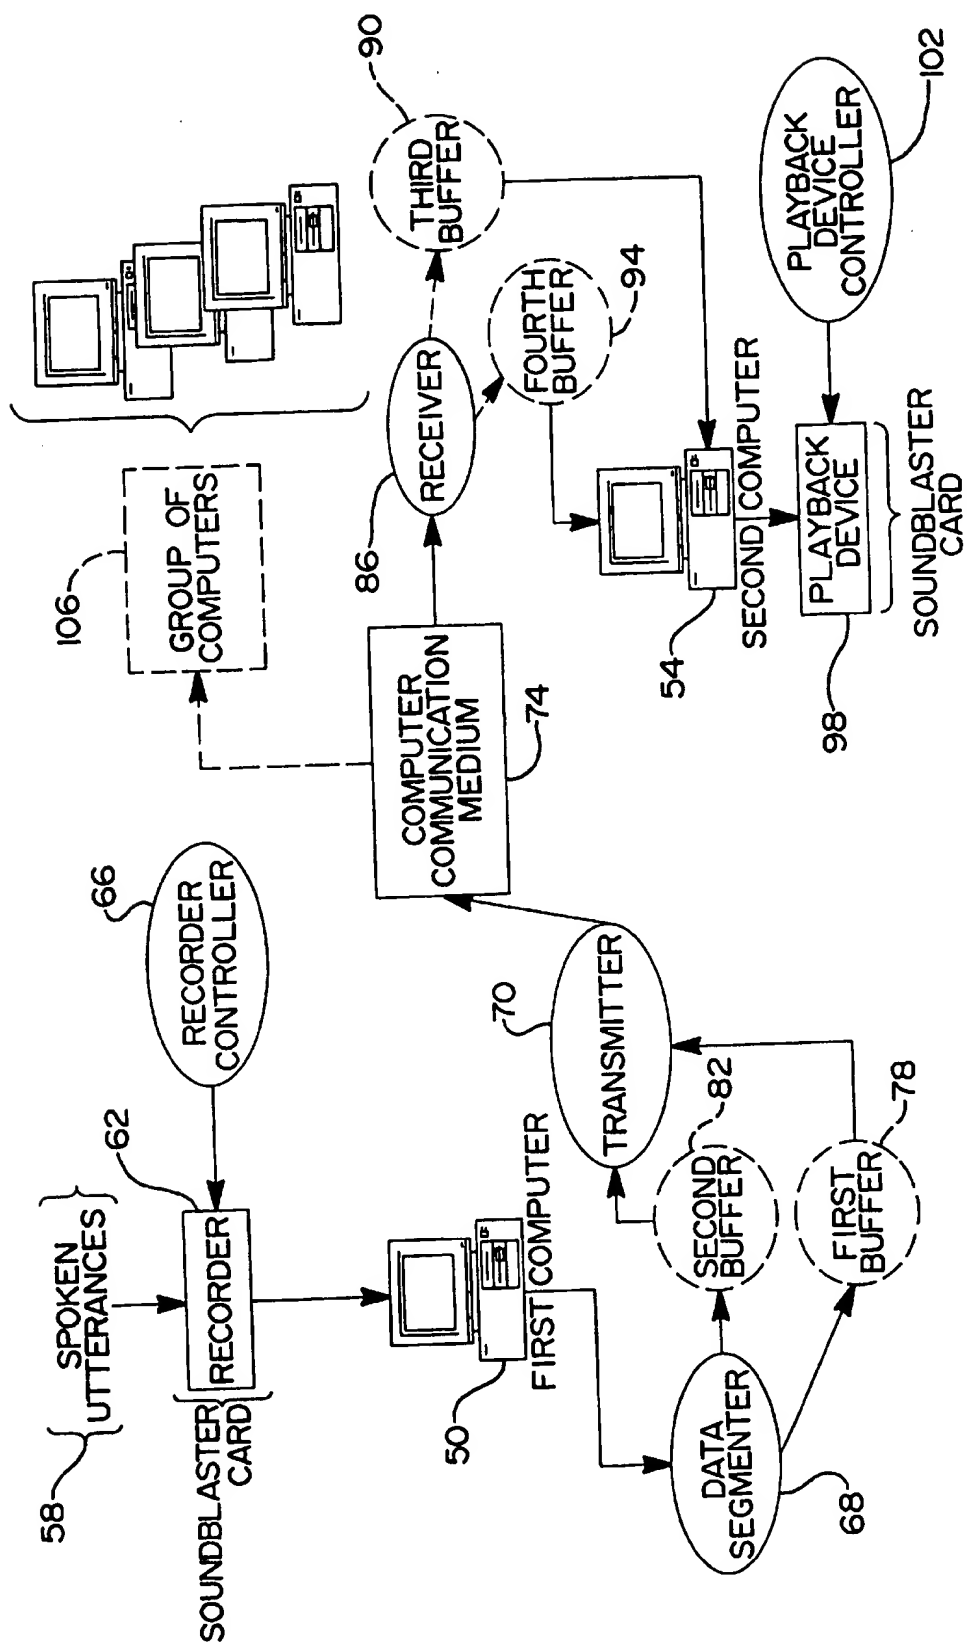 58
SPOKEN
UTTERANCES
62
RECORDER
SOUNDBLASTER
CARD
66
RECORDER
CONTROLLER
50
FIRST COMPUTER
68
DATA
SEGMENTER
82
SECOND
BUFFER
78
FIRST
BUFFER
70
TRANSMITTER
74
COMPUTER
COMMUNICATION
MEDIUM
106
GROUP OF
COMPUTERS
86
RECEIVER
90
THIRD
BUFFER
94
FOURTH
BUFFER
54
SECOND COMPUTER
98
PLAYBACK
DEVICE
SOUNDBLASTER
CARD
102
PLAYBACK
DEVICE
CONTROLLER